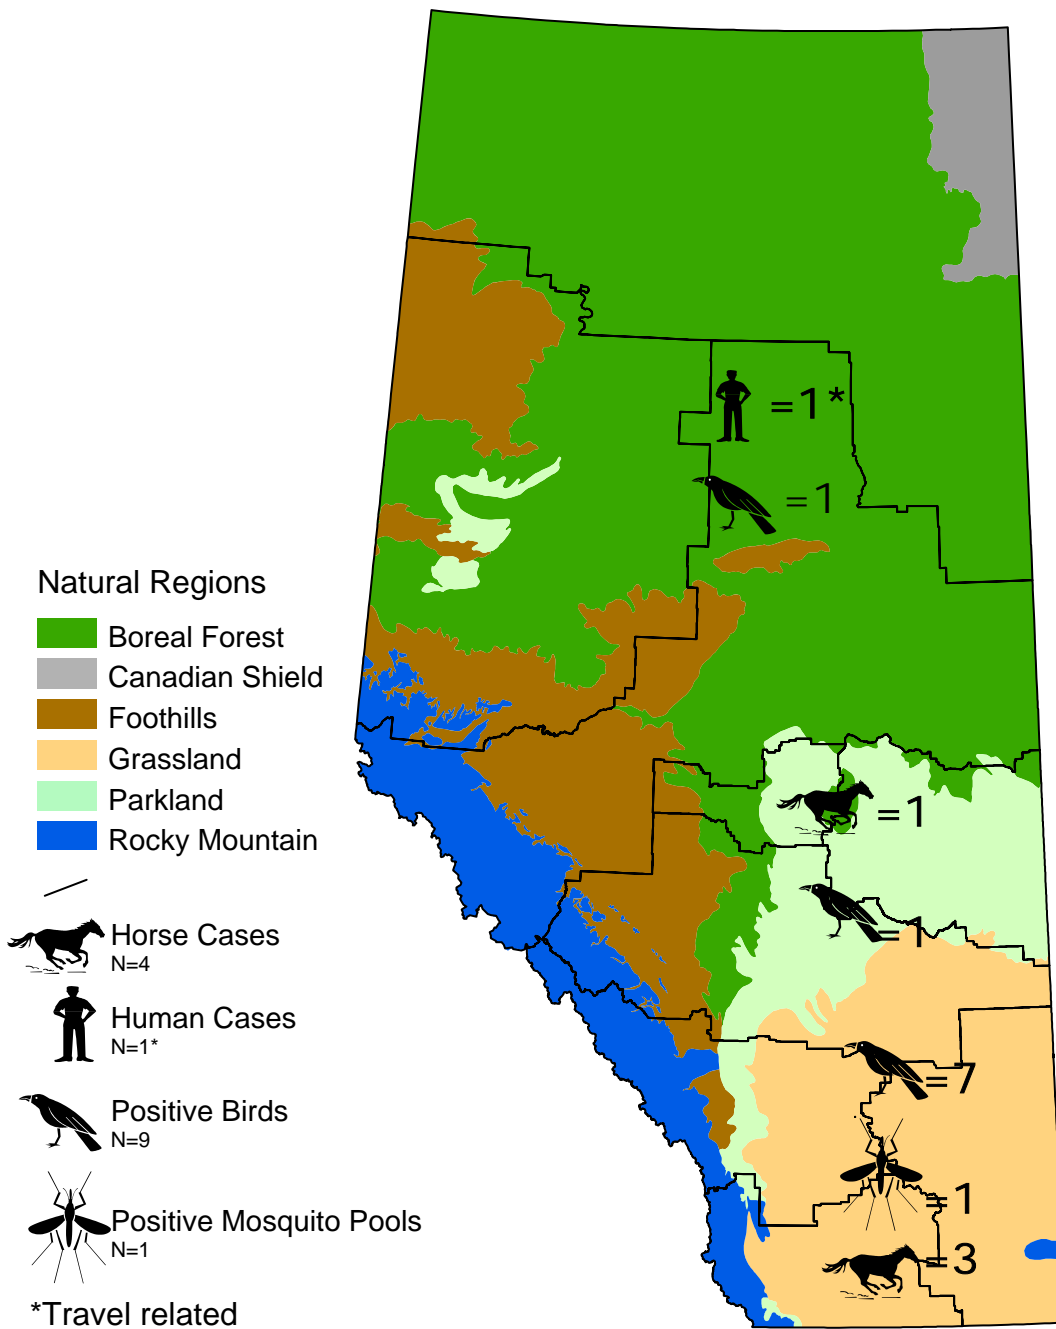 =1*
=1
Natural Regions
Boreal Forest
Canadian Shield
Foothills
Grassland
Parkland
Rocky Mountain
=1
=1
Horse Cases
N=4
Human Cases
N=1*
=7
Positive Birds
N=9
=1
Positive Mosquito Pools
N=1
=3
*Travel related